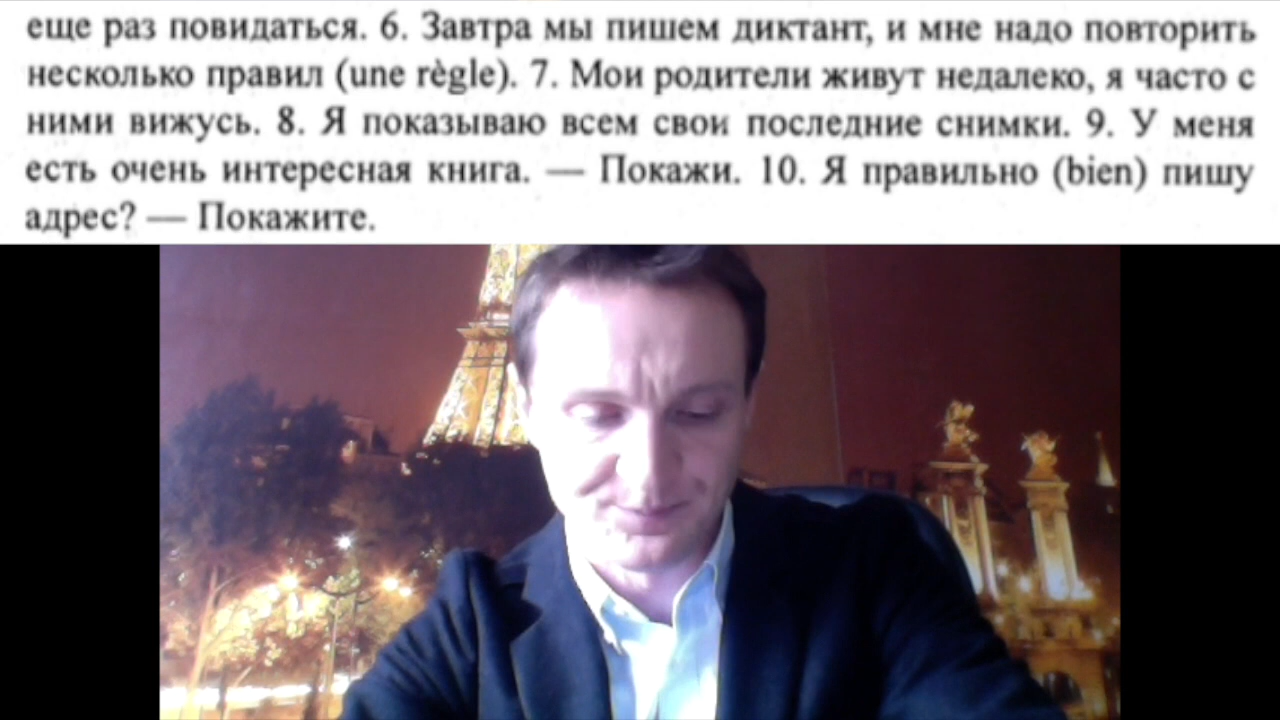 еще раз повидаться. 6. Завтра мы пишем диктант, и мне надо повторить
несколько правил (une règle). 7. Мои родители живут недалеко, я часто с
ними вижусь. 8. Я показываю всем свои последние снимки. 9. У меня
есть очень интересная книга. — Покажи. 10. Я правильно (bien) пишу
адрес? — Покажите.